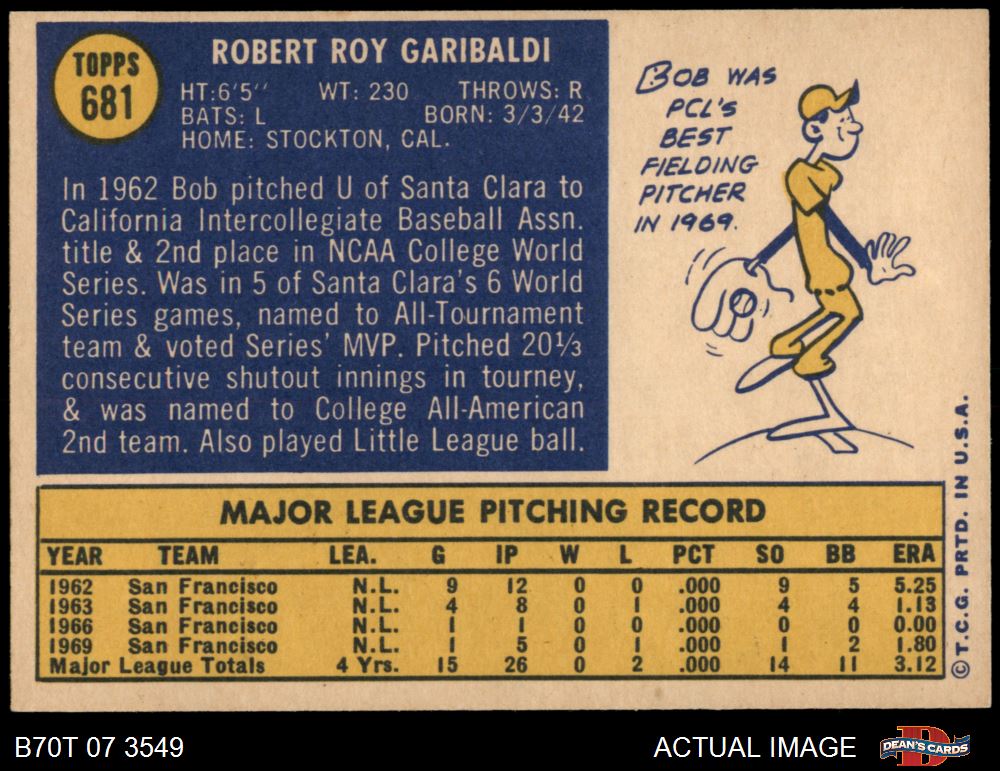 TOPPS
681
ROBERT ROY GARIBALDI
HT:6'5" WT: 230 THROWS: R
BATS: L BORN: 3/3/42
HOME: STOCKTON, CAL.
In 1962 Bob pitched U of Santa Clara to
California Intercollegiate Baseball Assn.
title & 2nd place in NCAA College World
Series. Was in 5 of Santa Clara's 6 World
Series games, named to All-Tournament
team & voted Series' MVP. Pitched 20⅓
consecutive shutout innings in tourney,
& was named to College All-American
2nd team. Also played Little League ball.
BOB WAS
PCL'S
BEST
FIELDING
PITCHER
IN 1969.
MAJOR LEAGUE PITCHING RECORD
YEAR TEAM LEA. G IP W L PCT SO BB ERA
1962 San Francisco N.L. 9 12 0 0 .000 9 5 5.25
1963 San Francisco N.L. 4 8 0 1 .000 4 4 1.13
1966 San Francisco N.L. 1 1 0 0 .000 0 0 0.00
1969 San Francisco N.L. 1 5 0 1 .000 1 2 1.80
Major League Totals 4 Yrs. 15 26 0 2 .000 14 11 3.12
© T.C.G. PRTD. IN U.S.A.
B70T 07 3549
ACTUAL IMAGE
DEAN'S CARDS